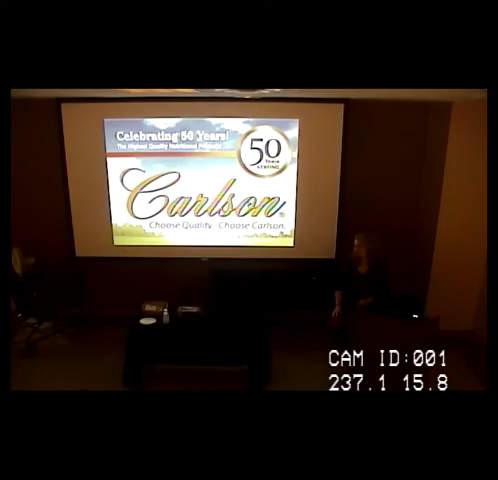 Celebrating 50 Years!
The Highest Quality Nutritional Products
50
Years
STRONG
Carlson®
Choose Quality. Choose Carlson.
CAM ID:001
237.1 15.8